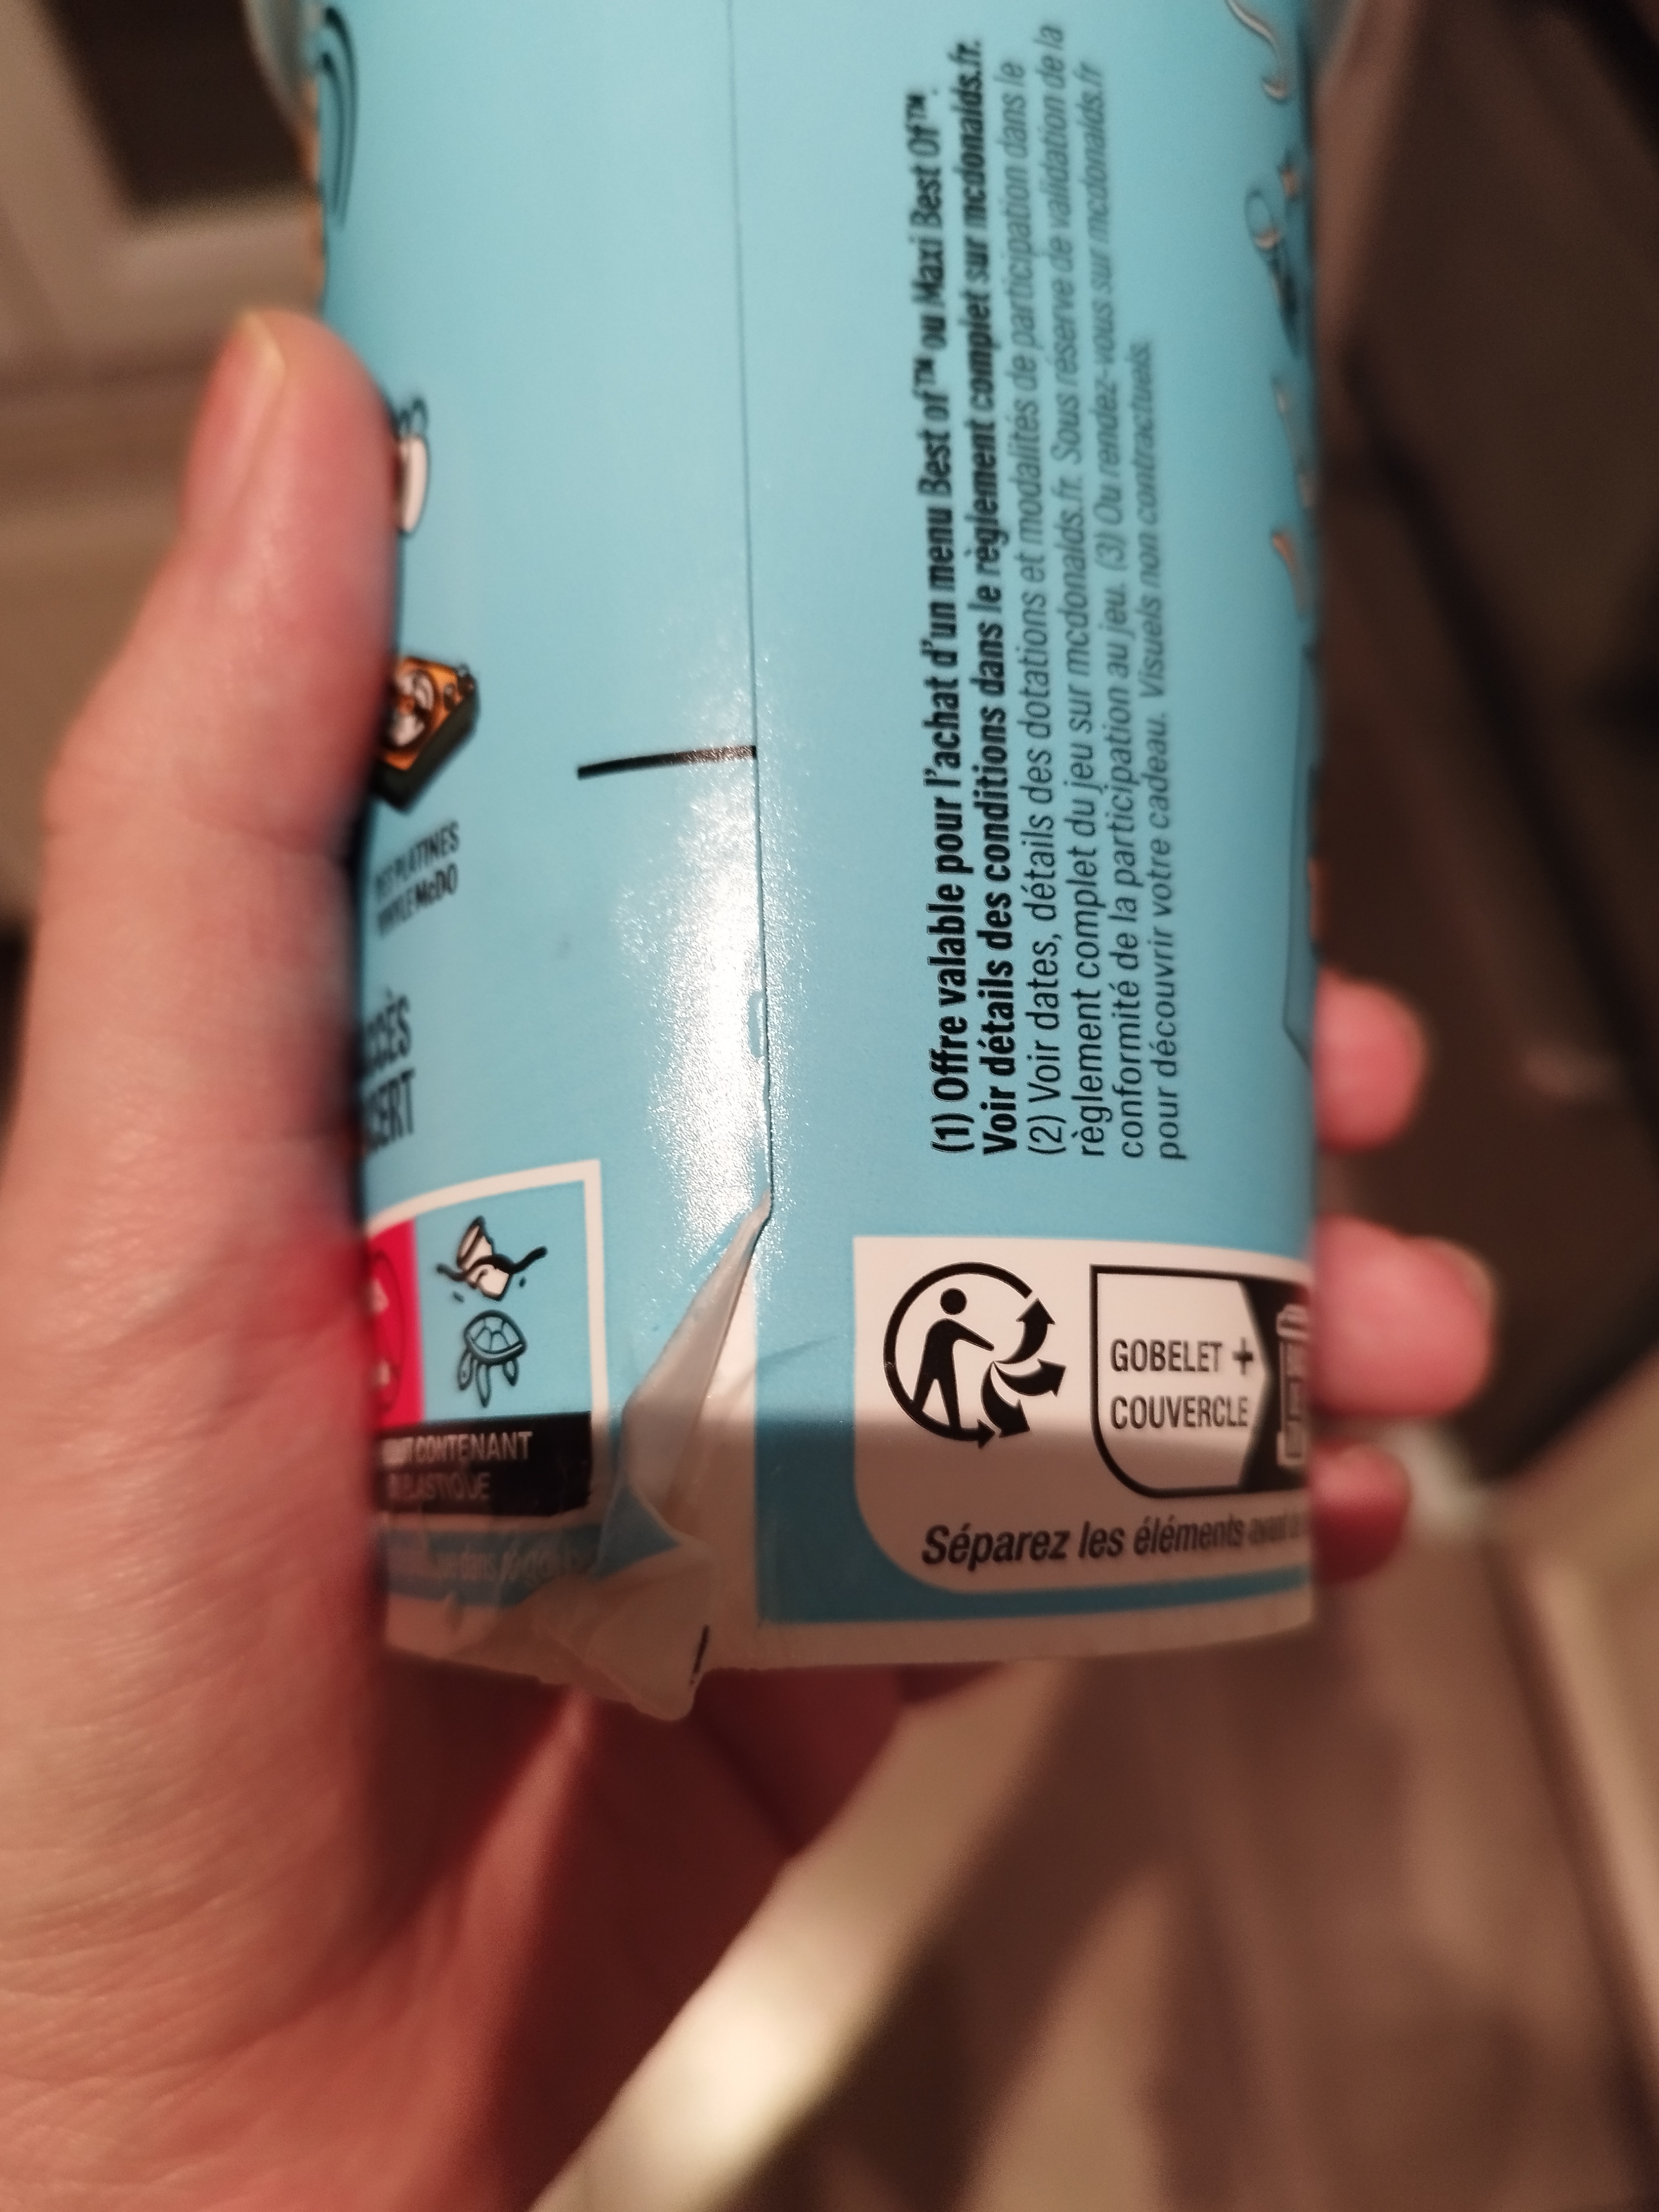 (1) Offre valable pour l'achat d'un menu Best of™ ou Maxi Best Of™.
Voir détails des conditions dans le règlement complet sur mcdonalds.fr.
(2) Voir dates, détails des dotations et modalités de participation dans le
règlement complet du jeu sur mcdonalds.fr. Sous réserve de validation de la
conformité de la participation au jeu. (3) Ou rendez-vous sur mcdonalds.fr
pour découvrir votre cadeau. Visuels non contractuels.
PLATINES
McDO
CONTENANT
PLASTIQUE
GOBELET +
COUVERCLE
Séparez les éléments